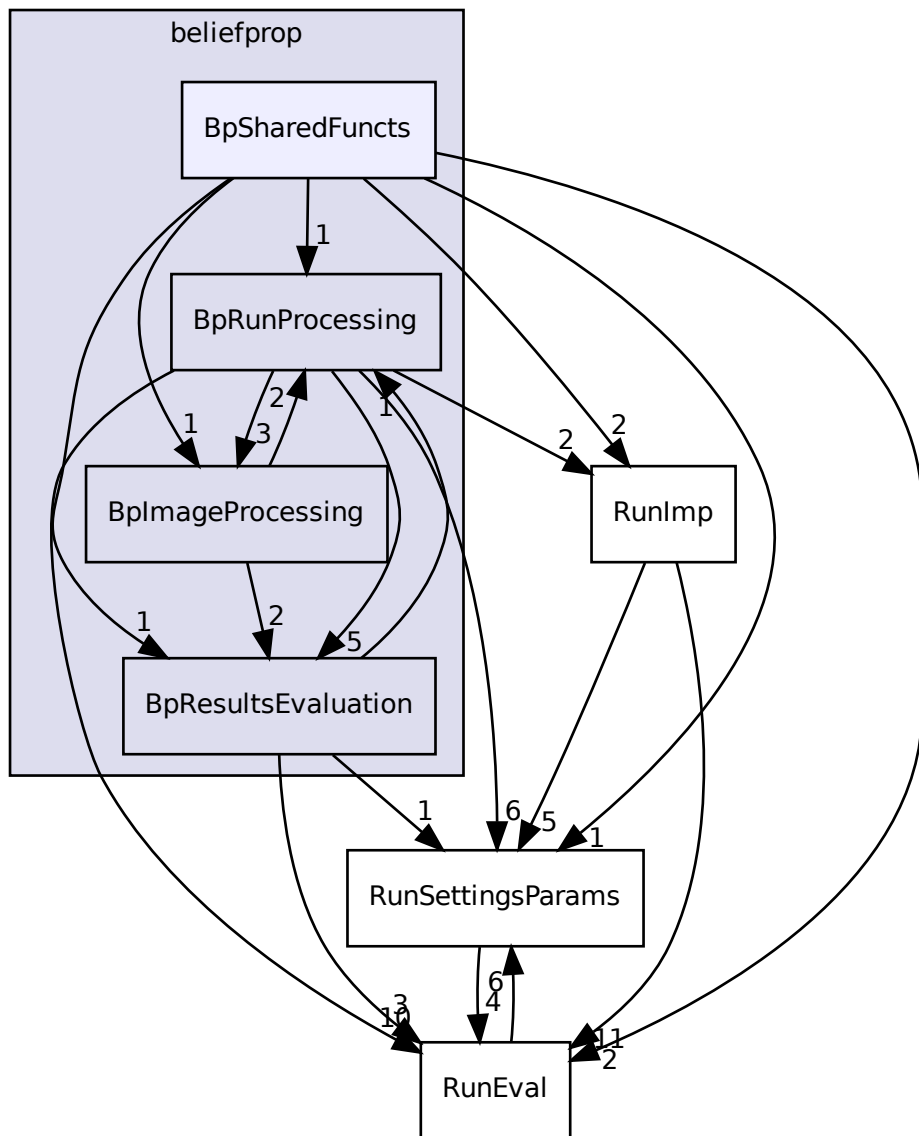 beliefprop
BpSharedFuncts
1
BpRunProcessing
1
3
2
1
2
2
BpImageProcessing
RunImp
1
2
5
BpResultsEvaluation
1
6
5
1
RunSettingsParams
3
10
4
6
11
2
RunEval